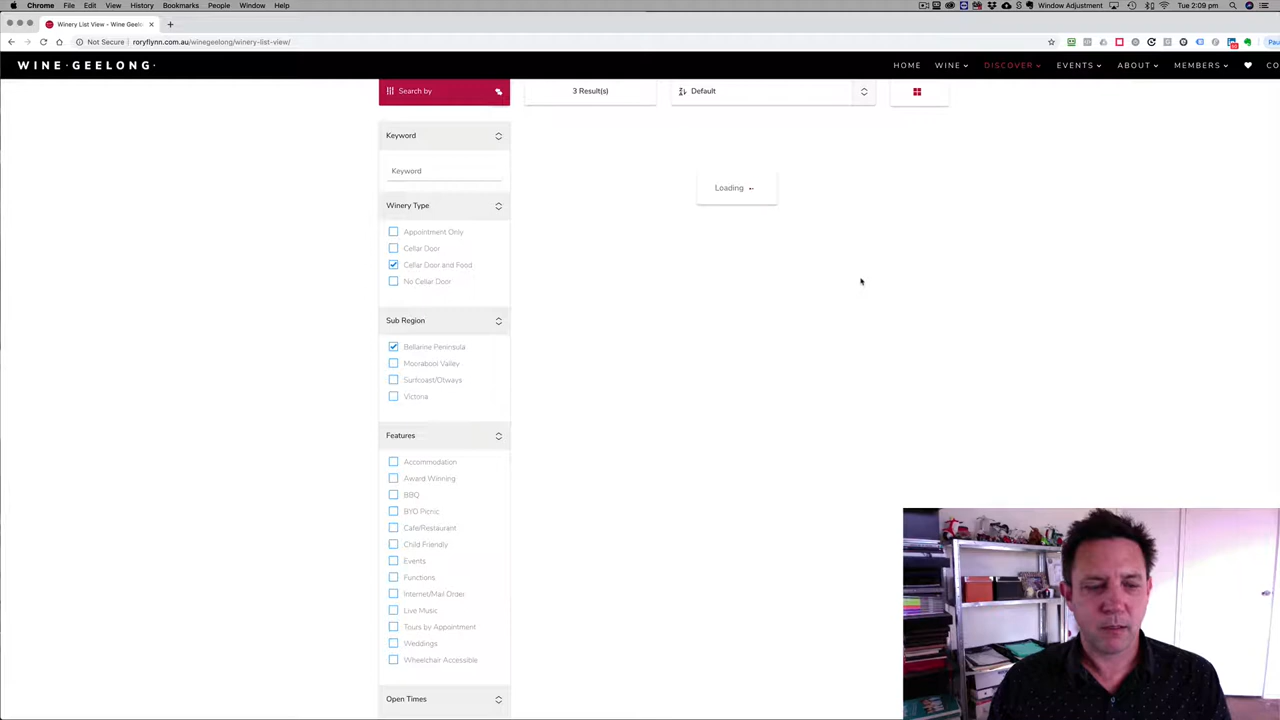 Chrome File Edit View History Bookmarks People Window Help Window Adjustment Tue 2:09 pm
Winery List View - Wine Geelong
Not Secure roryflynn.com.au/winegeelong/winery-list-view/
WINE·GEELONG· HOME WINE DISCOVER EVENTS ABOUT MEMBERS CO
Search by 3 Result(s) Default
Keyword
Keyword
Loading
Winery Type
Appointment Only
Cellar Door
Cellar Door and Food
No Cellar Door
Sub Region
Bellarine Peninsula
Moorabool Valley
Surfcoast/Otways
Victoria
Features
Accommodation
Award Winning
BBQ
BYO Picnic
Cafe/Restaurant
Child Friendly
Events
Functions
Internet/Mail Order
Live Music
Tours by Appointment
Weddings
Wheelchair Accessible
Open Times